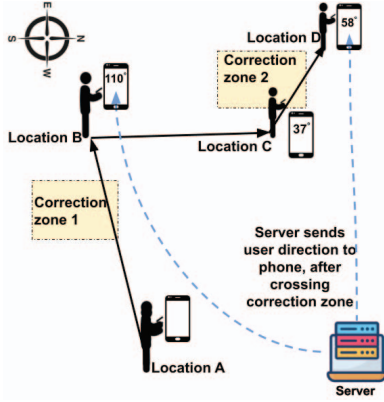 E
N
S
W
Location D
58°
Correction
zone 2
110°
Location B
Location C
37°
Correction
zone 1
Server sends
user direction to
phone, after
crossing
correction zone
Location A
Server